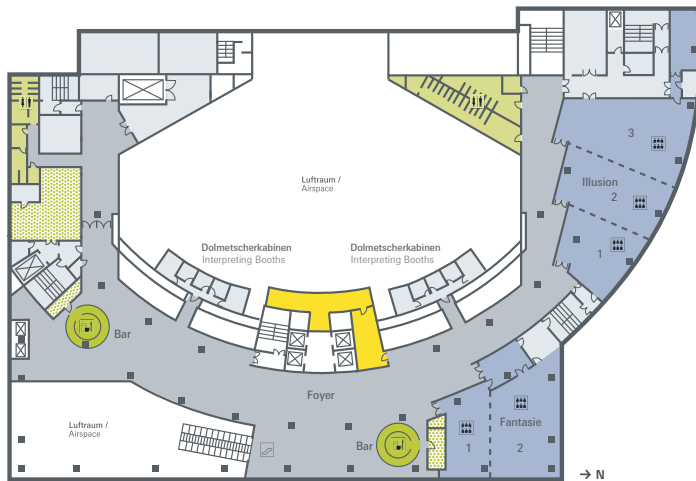 3
Luftraum /
Airspace
Illusion
2
Dolmetscherkabinen
Interpreting Booths
Dolmetscherkabinen
Interpreting Booths
1
Bar
Foyer
Luftraum /
Airspace
Fantasie
Bar
1
2
→ N